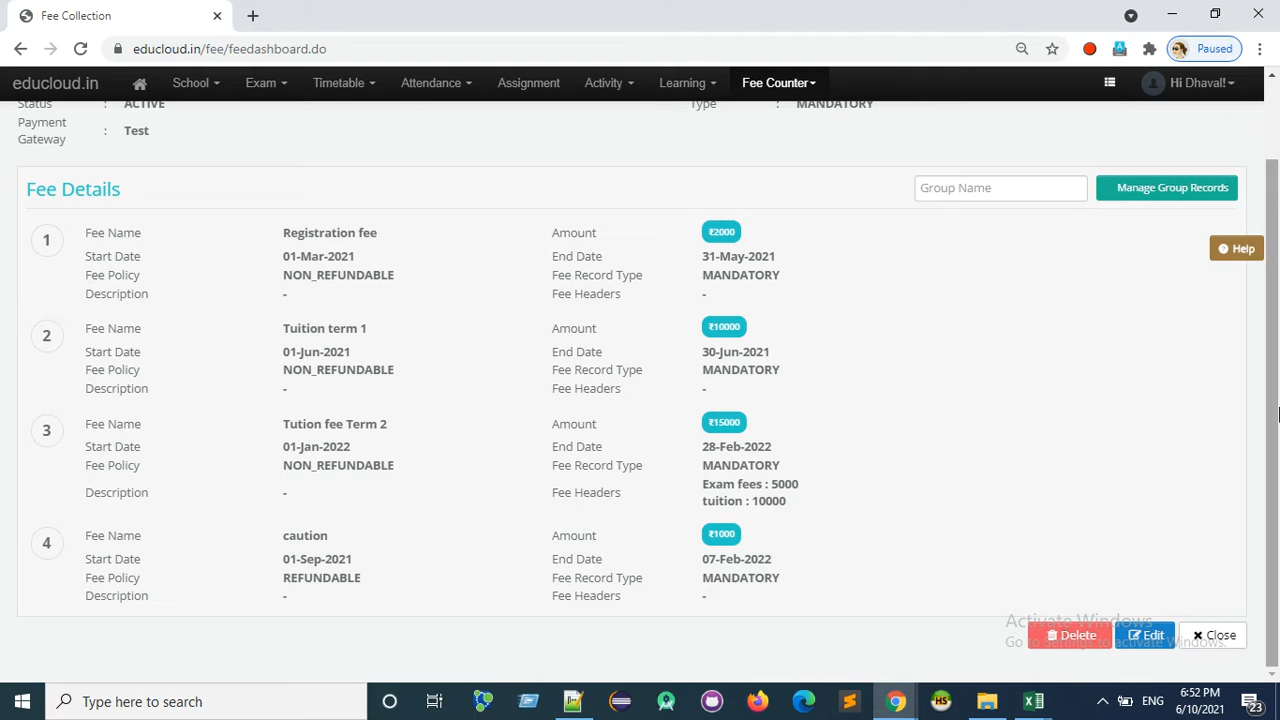 Fee Collection
educloud.in/fee/feedashboard.do
Paused
educloud.in School Exam Timetable Attendance Assignment Activity Learning Fee Counter Hi Dhaval!
Status : ACTIVE Type : MANDATORY
Payment Gateway : Test
Fee Details Group Name Manage Group Records
Help
1 Fee Name Registration fee Amount ₹2000
Start Date 01-Mar-2021 End Date 31-May-2021
Fee Policy NON_REFUNDABLE Fee Record Type MANDATORY
Description - Fee Headers -
2 Fee Name Tuition term 1 Amount ₹10000
Start Date 01-Jun-2021 End Date 30-Jun-2021
Fee Policy NON_REFUNDABLE Fee Record Type MANDATORY
Description - Fee Headers -
3 Fee Name Tution fee Term 2 Amount ₹15000
Start Date 01-Jan-2022 End Date 28-Feb-2022
Fee Policy NON_REFUNDABLE Fee Record Type MANDATORY
Description - Fee Headers Exam fees : 5000
tuition : 10000
4 Fee Name caution Amount ₹1000
Start Date 01-Sep-2021 End Date 07-Feb-2022
Fee Policy REFUNDABLE Fee Record Type MANDATORY
Description - Fee Headers -
Activate Windows
Go to Settings to activate Windows.
Delete Edit Close
Type here to search
HS
ENG
6:52 PM
6/10/2021
23